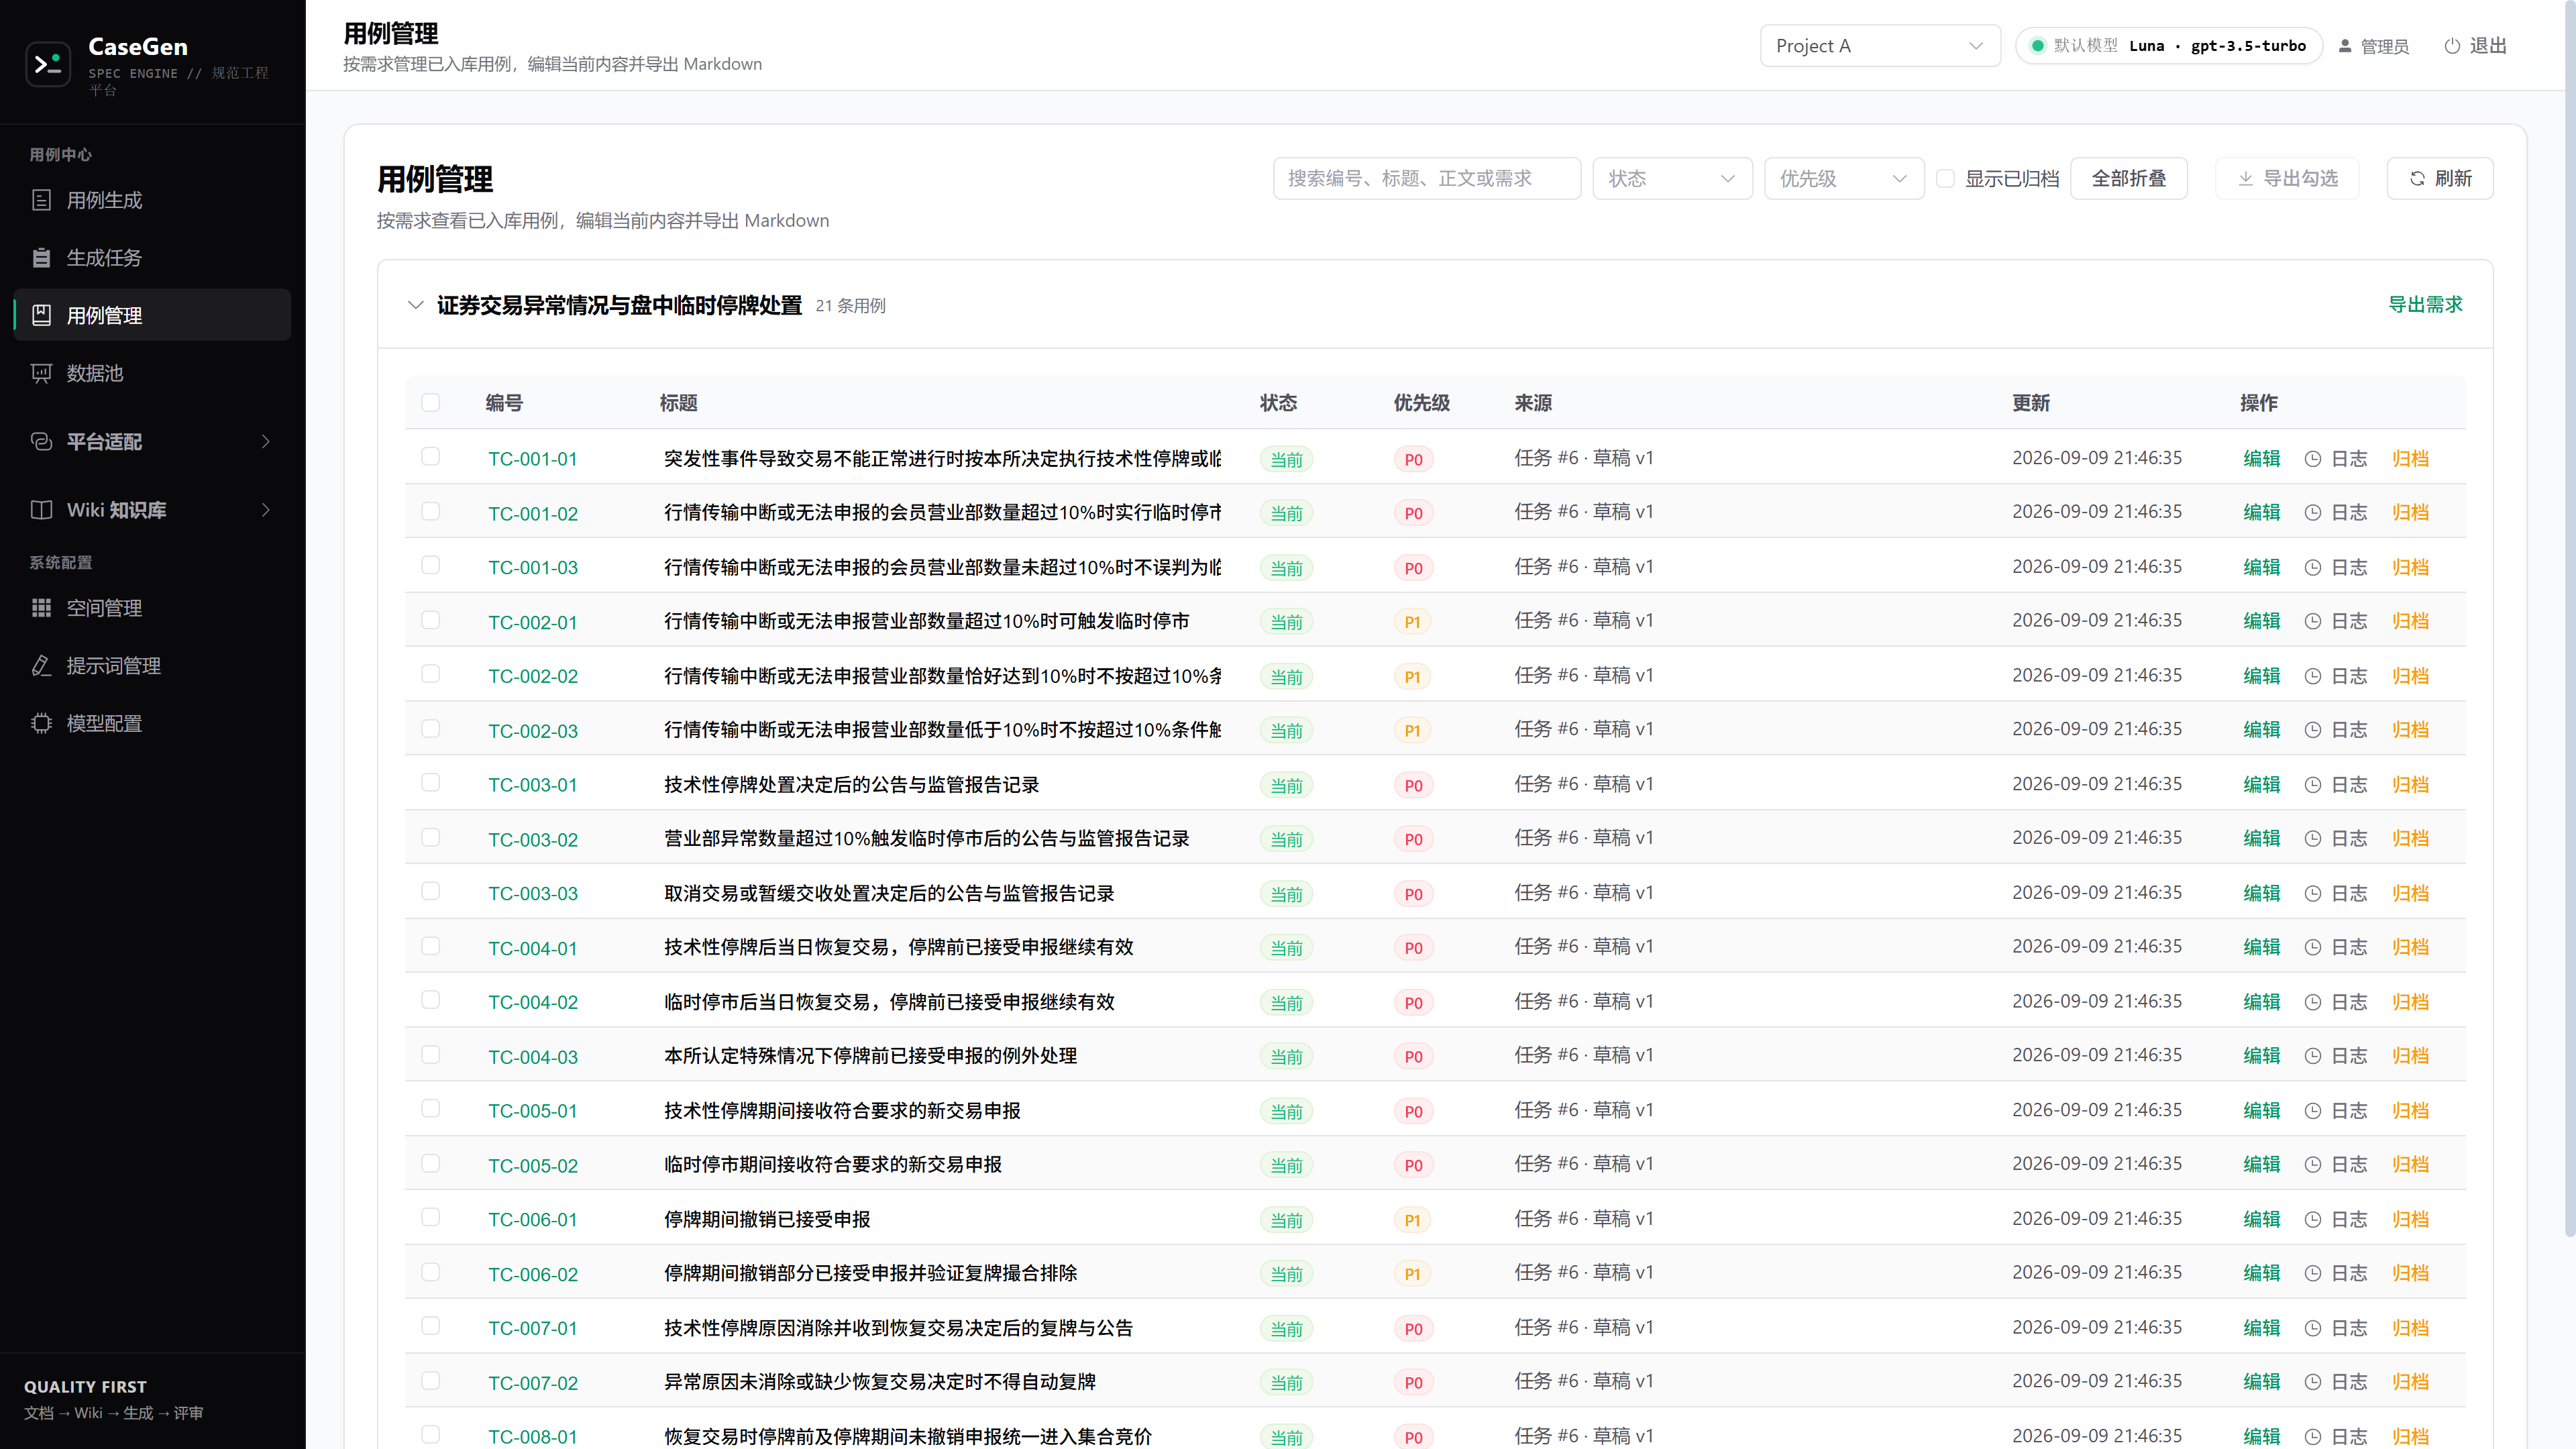 CaseGen
SPEC ENGINE // 规范工程
平台
用例中心
用例生成
生成任务
用例管理
数据池
平台适配
Wiki 知识库
系统配置
空间管理
提示词管理
模型配置
QUALITY FIRST
文档 → Wiki → 生成 → 评审
用例管理
按需求管理已入库用例，编辑当前内容并导出 Markdown
Project A
默认模型 Luna · gpt-3.5-turbo
管理员
退出
用例管理
按需求查看已入库用例，编辑当前内容并导出 Markdown
搜索编号、标题、正文或需求
状态
优先级
显示已归档
全部折叠
导出勾选
刷新
证券交易异常情况与盘中临时停牌处置 21 条用例
导出需求
编号 标题 状态 优先级 来源 更新 操作
TC-001-01 突发性事件导致交易不能正常进行时按本所决定执行技术性停牌或临 当前 P0 任务 #6 · 草稿 v1 2026-09-09 21:46:35 编辑 日志 归档
TC-001-02 行情传输中断或无法申报的会员营业部数量超过10%时实行临时停市 当前 P0 任务 #6 · 草稿 v1 2026-09-09 21:46:35 编辑 日志 归档
TC-001-03 行情传输中断或无法申报的会员营业部数量未超过10%时不误判为临 当前 P0 任务 #6 · 草稿 v1 2026-09-09 21:46:35 编辑 日志 归档
TC-002-01 行情传输中断或无法申报营业部数量超过10%时可触发临时停市 当前 P1 任务 #6 · 草稿 v1 2026-09-09 21:46:35 编辑 日志 归档
TC-002-02 行情传输中断或无法申报营业部数量恰好达到10%时不按超过10%条 当前 P1 任务 #6 · 草稿 v1 2026-09-09 21:46:35 编辑 日志 归档
TC-002-03 行情传输中断或无法申报营业部数量低于10%时不按超过10%条件触 当前 P1 任务 #6 · 草稿 v1 2026-09-09 21:46:35 编辑 日志 归档
TC-003-01 技术性停牌处置决定后的公告与监管报告记录 当前 P0 任务 #6 · 草稿 v1 2026-09-09 21:46:35 编辑 日志 归档
TC-003-02 营业部异常数量超过10%触发临时停市后的公告与监管报告记录 当前 P0 任务 #6 · 草稿 v1 2026-09-09 21:46:35 编辑 日志 归档
TC-003-03 取消交易或暂缓交收处置决定后的公告与监管报告记录 当前 P0 任务 #6 · 草稿 v1 2026-09-09 21:46:35 编辑 日志 归档
TC-004-01 技术性停牌后当日恢复交易，停牌前已接受申报继续有效 当前 P0 任务 #6 · 草稿 v1 2026-09-09 21:46:35 编辑 日志 归档
TC-004-02 临时停市后当日恢复交易，停牌前已接受申报继续有效 当前 P0 任务 #6 · 草稿 v1 2026-09-09 21:46:35 编辑 日志 归档
TC-004-03 本所认定特殊情况下停牌前已接受申报的例外处理 当前 P0 任务 #6 · 草稿 v1 2026-09-09 21:46:35 编辑 日志 归档
TC-005-01 技术性停牌期间接收符合要求的新交易申报 当前 P0 任务 #6 · 草稿 v1 2026-09-09 21:46:35 编辑 日志 归档
TC-005-02 临时停市期间接收符合要求的新交易申报 当前 P0 任务 #6 · 草稿 v1 2026-09-09 21:46:35 编辑 日志 归档
TC-006-01 停牌期间撤销已接受申报 当前 P1 任务 #6 · 草稿 v1 2026-09-09 21:46:35 编辑 日志 归档
TC-006-02 停牌期间撤销部分已接受申报并验证复牌撮合排除 当前 P1 任务 #6 · 草稿 v1 2026-09-09 21:46:35 编辑 日志 归档
TC-007-01 技术性停牌原因消除并收到恢复交易决定后的复牌与公告 当前 P0 任务 #6 · 草稿 v1 2026-09-09 21:46:35 编辑 日志 归档
TC-007-02 异常原因未消除或缺少恢复交易决定时不得自动复牌 当前 P0 任务 #6 · 草稿 v1 2026-09-09 21:46:35 编辑 日志 归档
TC-008-01 恢复交易时停牌前及停牌期间未撤销申报统一进入集合竞价 当前 P0 任务 #6 · 草稿 v1 2026-09-09 21:46:35 编辑 日志 归档